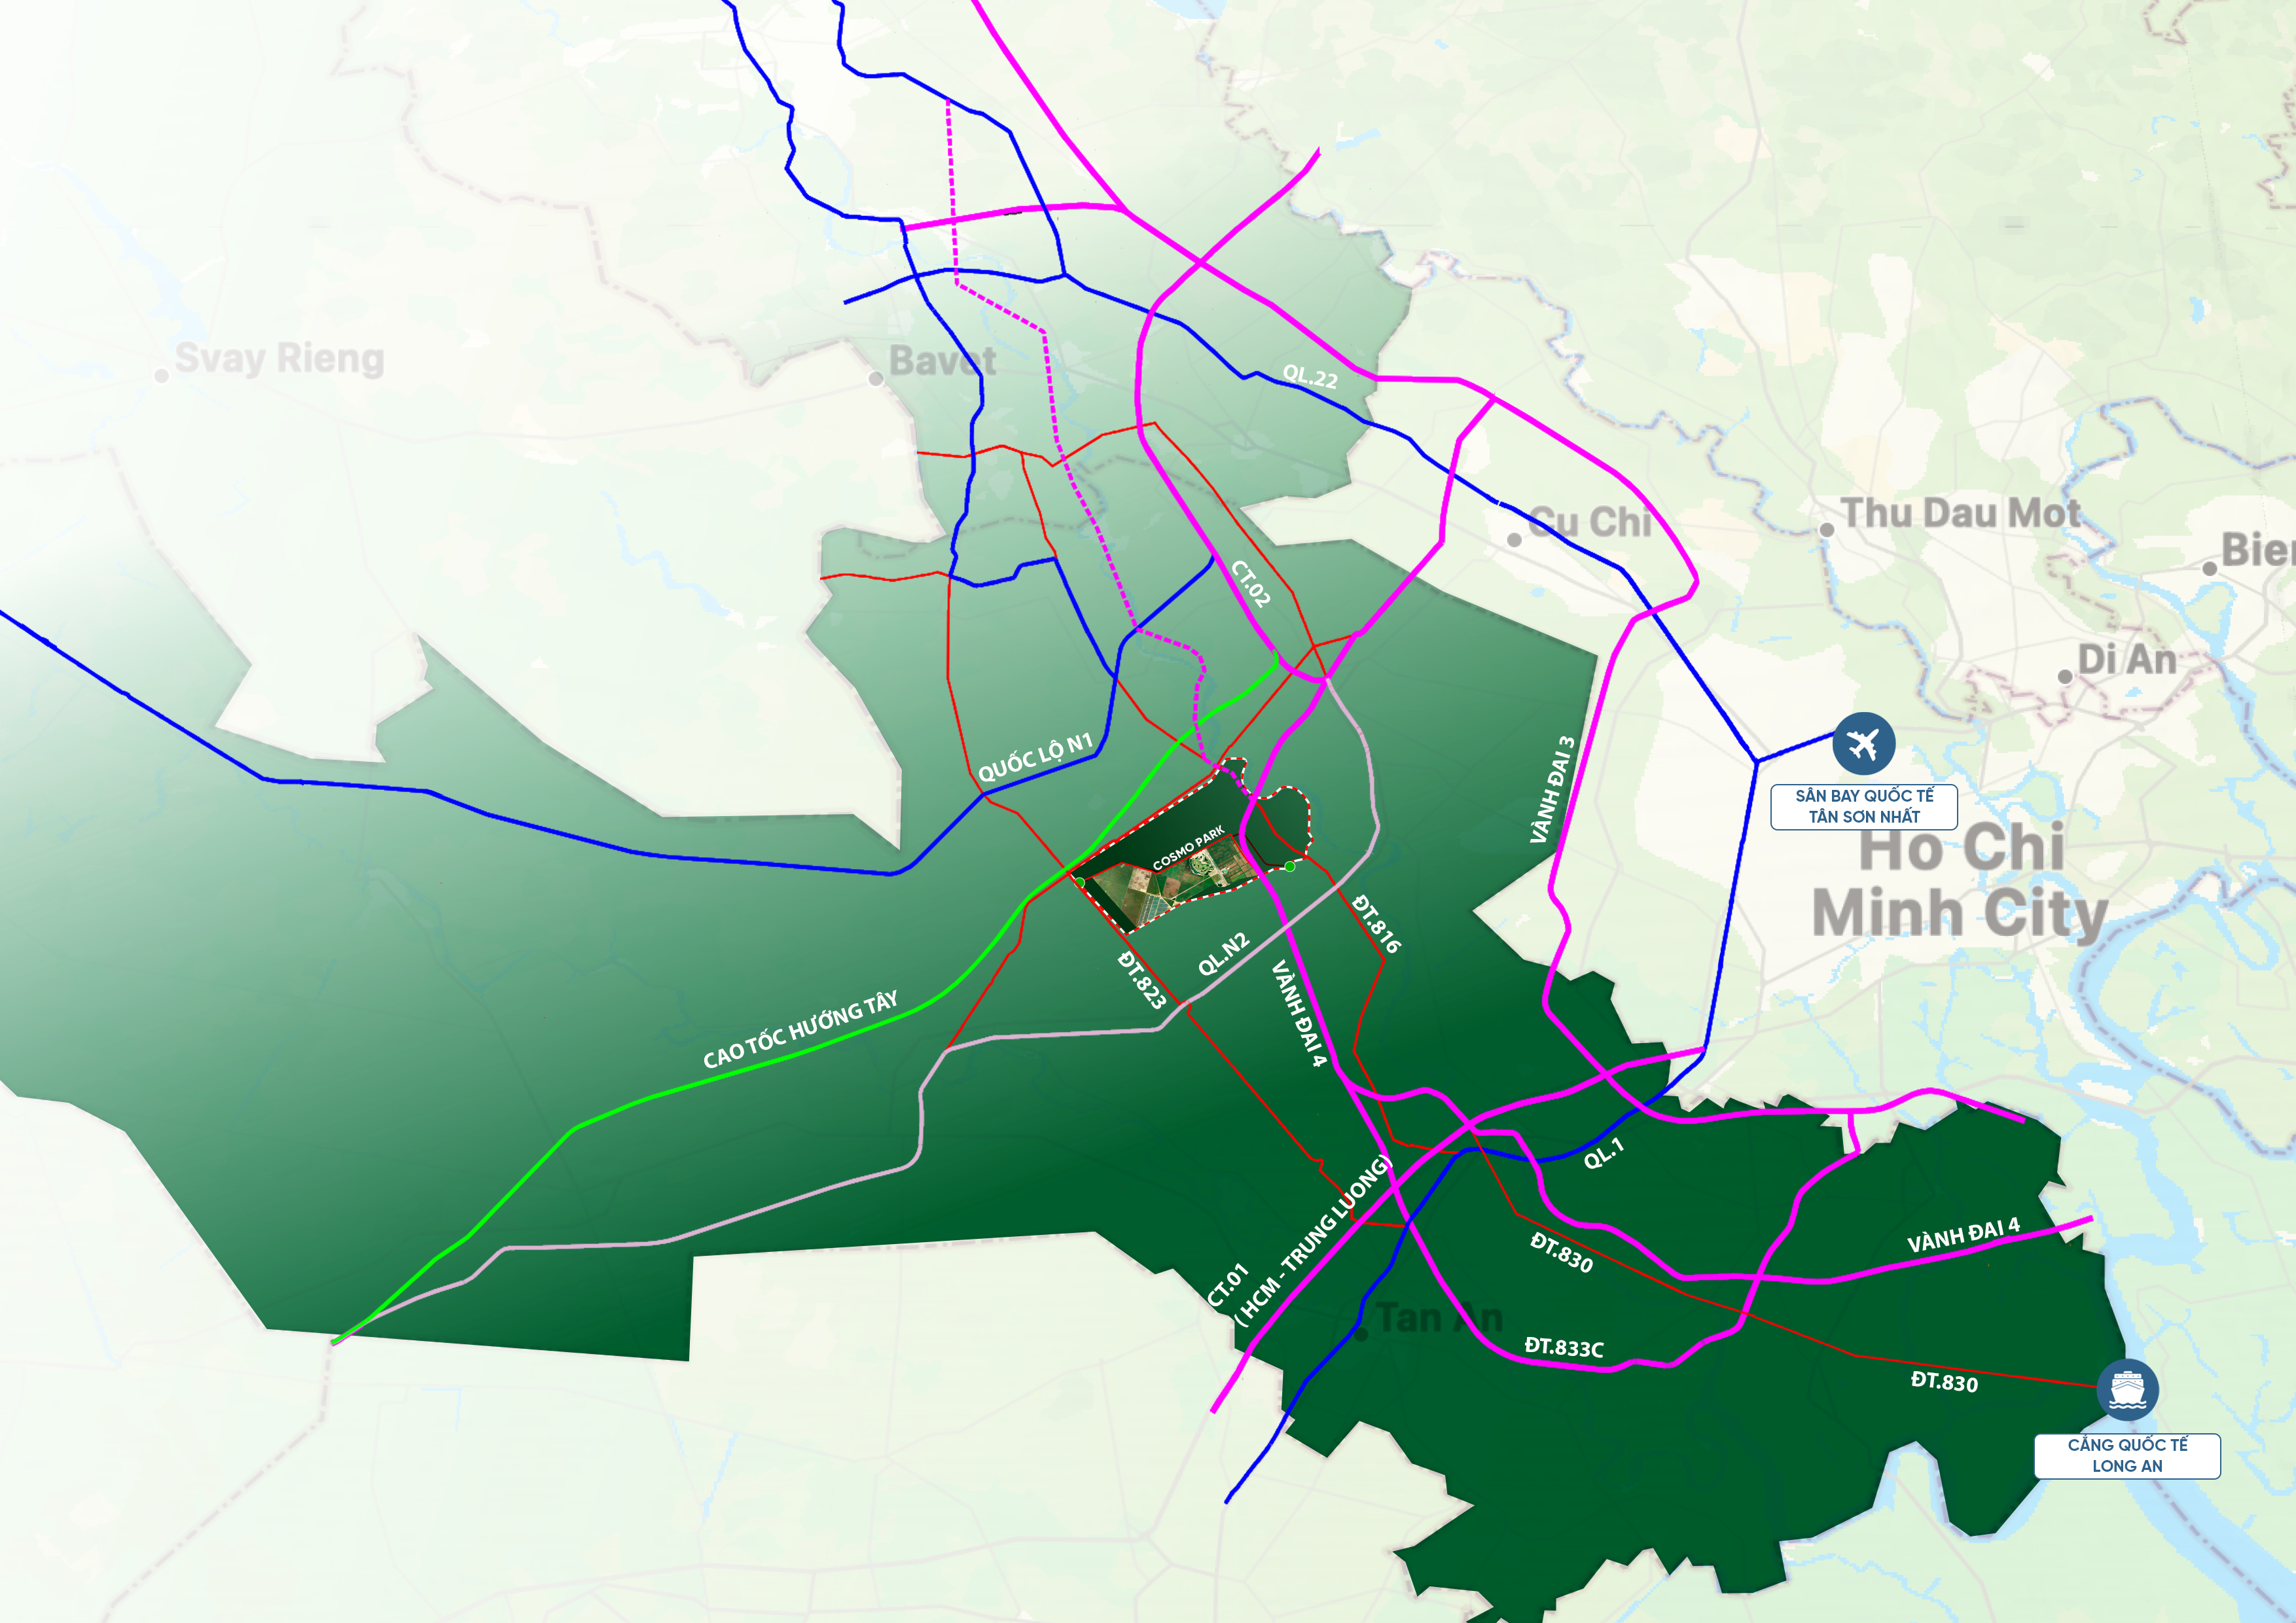 Svay Rieng
Bavet
QL.22
Cu Chi
Thu Dau Mot
Bien
CT.02
Di An
QUỐC LỘ N1
VÀNH ĐAI 3
SÂN BAY QUỐC TẾ
TÂN SƠN NHẤT
Ho Chi
Minh City
COSMO PARK
ĐT.816
QL.N2
ĐT.823
VÀNH ĐAI 4
CAO TỐC HƯỚNG TÂY
QL.1
CT.01
( HCM - TRUNG LUONG)
VÀNH ĐAI 4
ĐT.830
Tan An
ĐT.833C
ĐT.830
CẢNG QUỐC TẾ
LONG AN